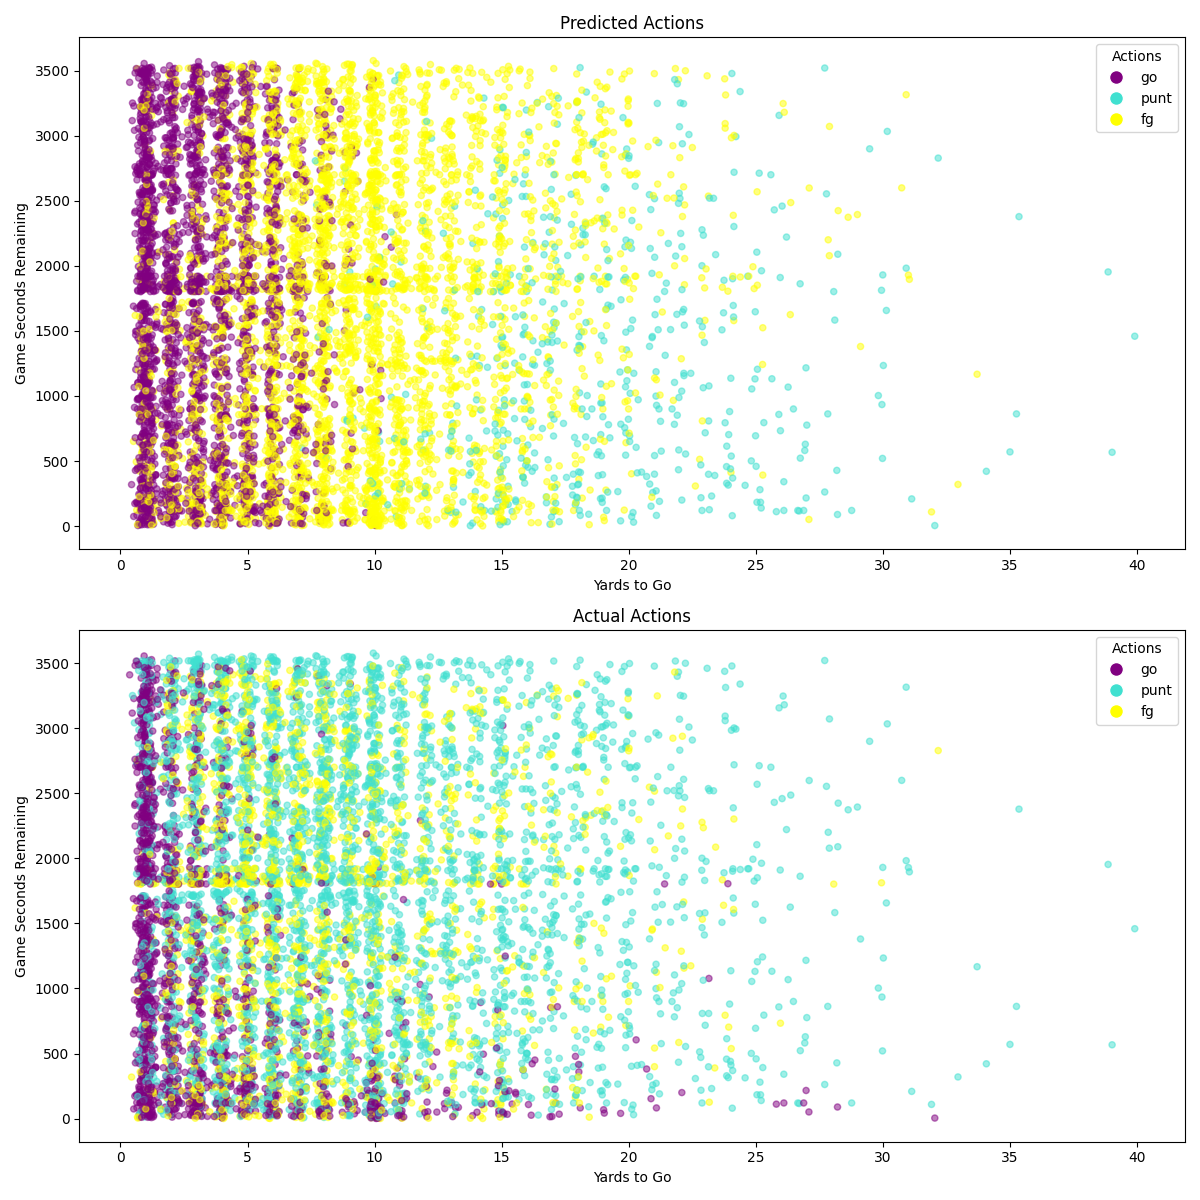 Predicted Actions
Game Seconds Remaining
3500
3000
2500
2000
1500
1000
500
0
Actions
go
punt
fg
0 5 10 15 20 25 30 35 40
Yards to Go
Actual Actions
Game Seconds Remaining
3500
3000
2500
2000
1500
1000
500
0
Actions
go
punt
fg
0 5 10 15 20 25 30 35 40
Yards to Go